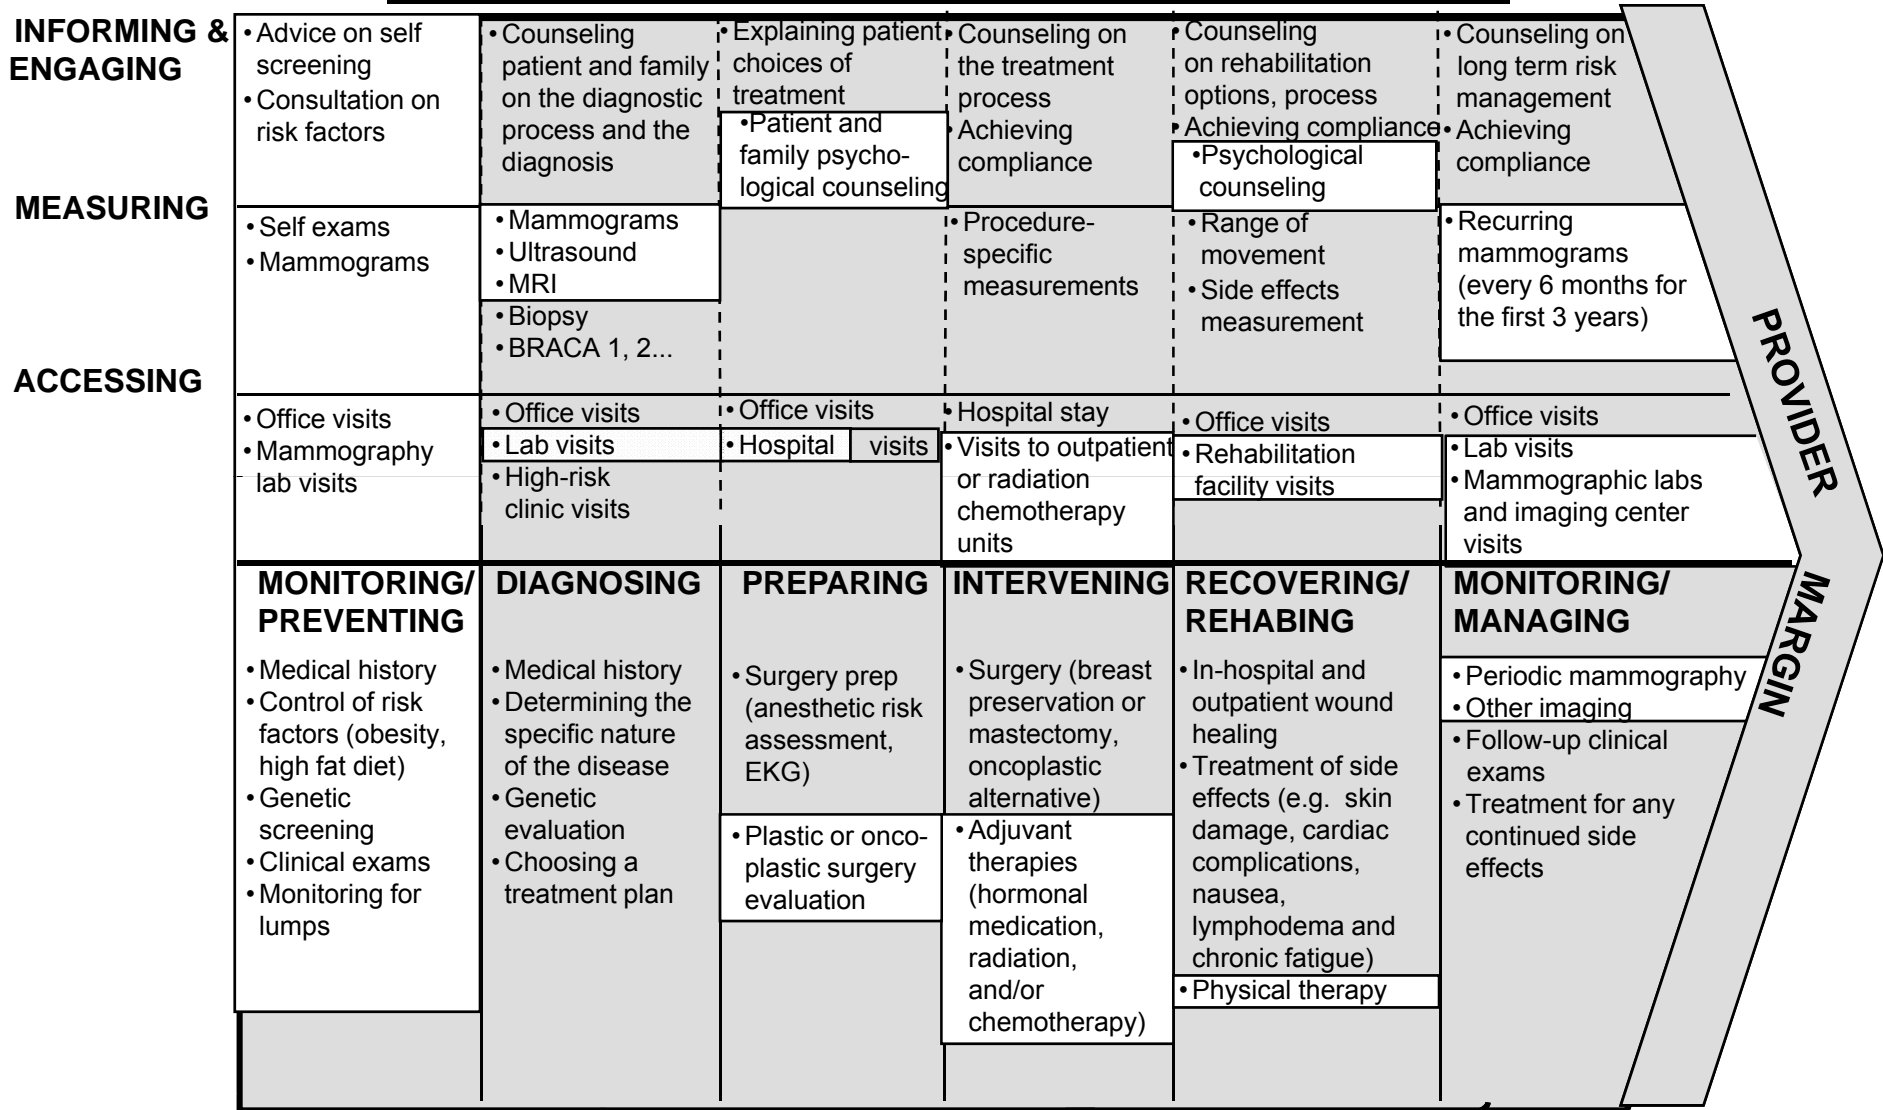 INFORMING &
ENGAGING
• Advice on self
screening
• Consultation on
risk factors
• Counseling
patient and family
on the diagnostic
process and the
diagnosis
• Explaining patient
choices of
treatment
•Patient and
family psycho-
logical counseling
• Counseling on
the treatment
process
• Achieving
compliance
• Counseling
on rehabilitation
options, process
• Achieving compliance
•Psychological
counseling
• Counseling on
long term risk
management
• Achieving
compliance
MEASURING
• Self exams
• Mammograms
• Mammograms
• Ultrasound
• MRI
• Biopsy
• BRACA 1, 2...
• Procedure-
specific
measurements
• Range of
movement
• Side effects
measurement
• Recurring
mammograms
(every 6 months for
the first 3 years)
ACCESSING
• Office visits
• Mammography
lab visits
• Office visits
• Lab visits
• High-risk
clinic visits
• Office visits
• Hospital visits
• Hospital stay
• Visits to outpatient
or radiation
chemotherapy
units
• Office visits
• Rehabilitation
facility visits
• Office visits
• Lab visits
• Mammographic labs
and imaging center
visits
MONITORING/
PREVENTING
• Medical history
• Control of risk
factors (obesity,
high fat diet)
• Genetic
screening
• Clinical exams
• Monitoring for
lumps
DIAGNOSING
• Medical history
• Determining the
specific nature
of the disease
• Genetic
evaluation
• Choosing a
treatment plan
PREPARING
• Surgery prep
(anesthetic risk
assessment,
EKG)
• Plastic or onco-
plastic surgery
evaluation
INTERVENING
• Surgery (breast
preservation or
mastectomy,
oncoplastic
alternative)
• Adjuvant
therapies
(hormonal
medication,
radiation,
and/or
chemotherapy)
RECOVERING/
REHABING
• In-hospital and
outpatient wound
healing
• Treatment of side
effects (e.g. skin
damage, cardiac
complications,
nausea,
lymphodema and
chronic fatigue)
• Physical therapy
MONITORING/
MANAGING
• Periodic mammography
• Other imaging
• Follow-up clinical
exams
• Treatment for any
continued side
effects
PROVIDER
MARGIN